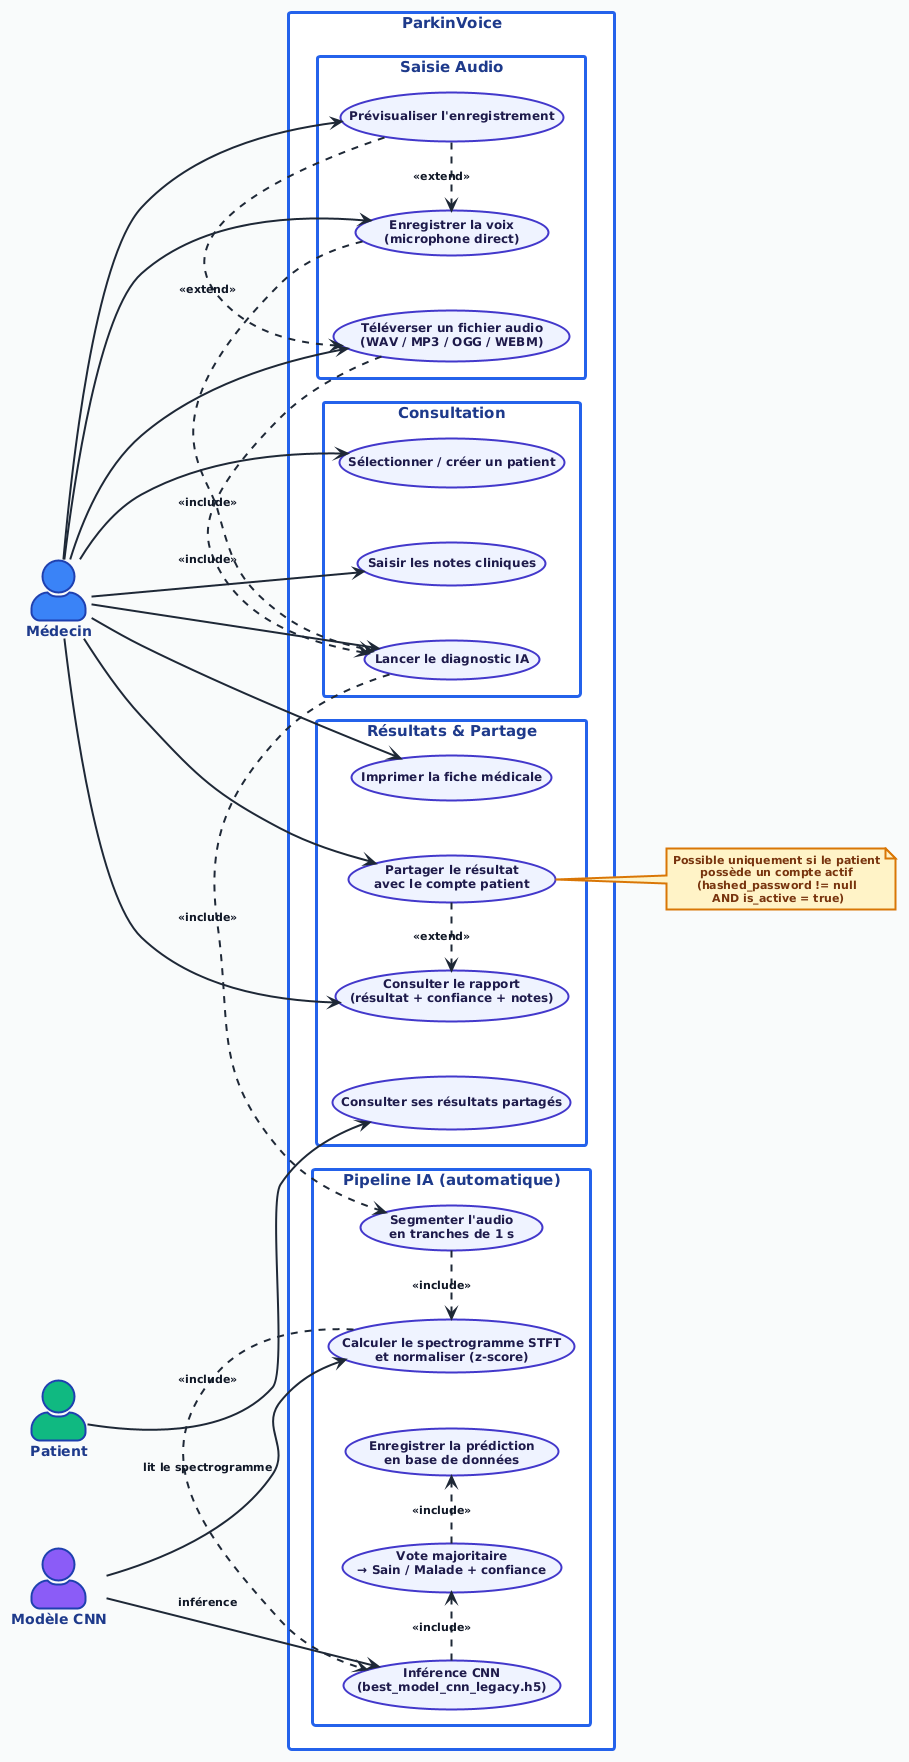 ParkinVoice
Saisie Audio
Prévisualiser l'enregistrement
«extend»
Enregistrer la voix
(microphone direct)
«extend»
Téléverser un fichier audio
(WAV / MP3 / OGG / WEBM)
Consultation
Sélectionner / créer un patient
«include»
«include»
Saisir les notes cliniques
Médecin
Lancer le diagnostic IA
Résultats & Partage
Imprimer la fiche médicale
Partager le résultat
avec le compte patient
Possible uniquement si le patient
possède un compte actif
(hashed_password != null
AND is_active = true)
«include»
«extend»
Consulter le rapport
(résultat + confiance + notes)
Consulter ses résultats partagés
Pipeline IA (automatique)
Segmenter l'audio
en tranches de 1 s
«include»
Calculer le spectrogramme STFT
et normaliser (z-score)
«include»
Patient
Enregistrer la prédiction
en base de données
lit le spectrogramme
«include»
Vote majoritaire
→ Sain / Malade + confiance
Modèle CNN
inférence
«include»
Inférence CNN
(best_model_cnn_legacy.h5)